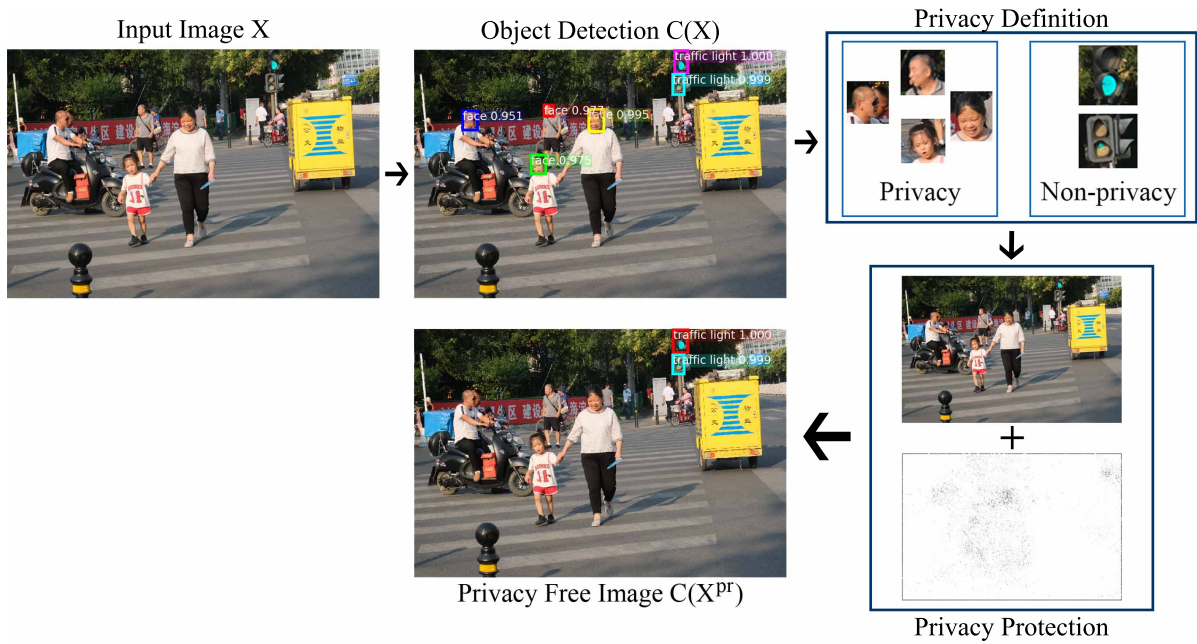 Input Image X
Object Detection C(X)
Privacy Definition
traffic light 1.000
traffic light 0.999
face 0.951
face 0.977
face 0.995
face 0.975
Privacy
Non-privacy
traffic light 1.000
traffic light 0.999
+
Privacy Free Image C(X^pr)
Privacy Protection